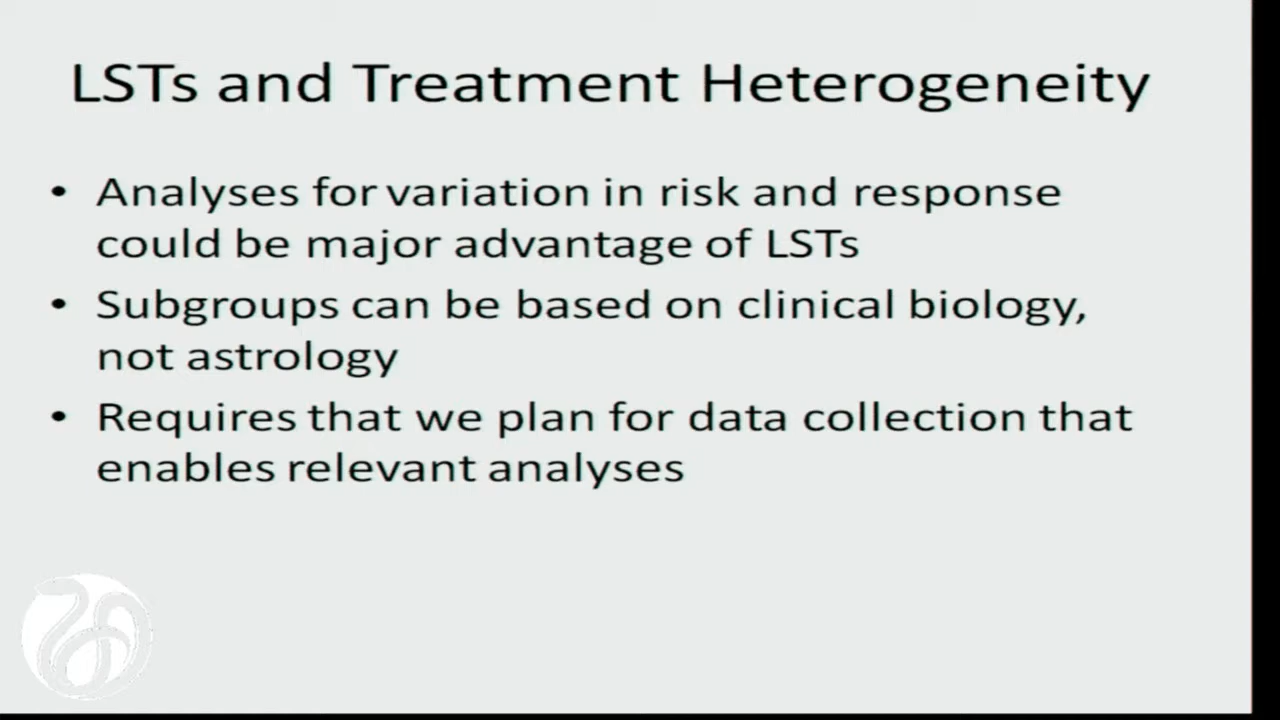 LSTs and Treatment Heterogeneity
• Analyses for variation in risk and response
could be major advantage of LSTs
• Subgroups can be based on clinical biology,
not astrology
• Requires that we plan for data collection that
enables relevant analyses